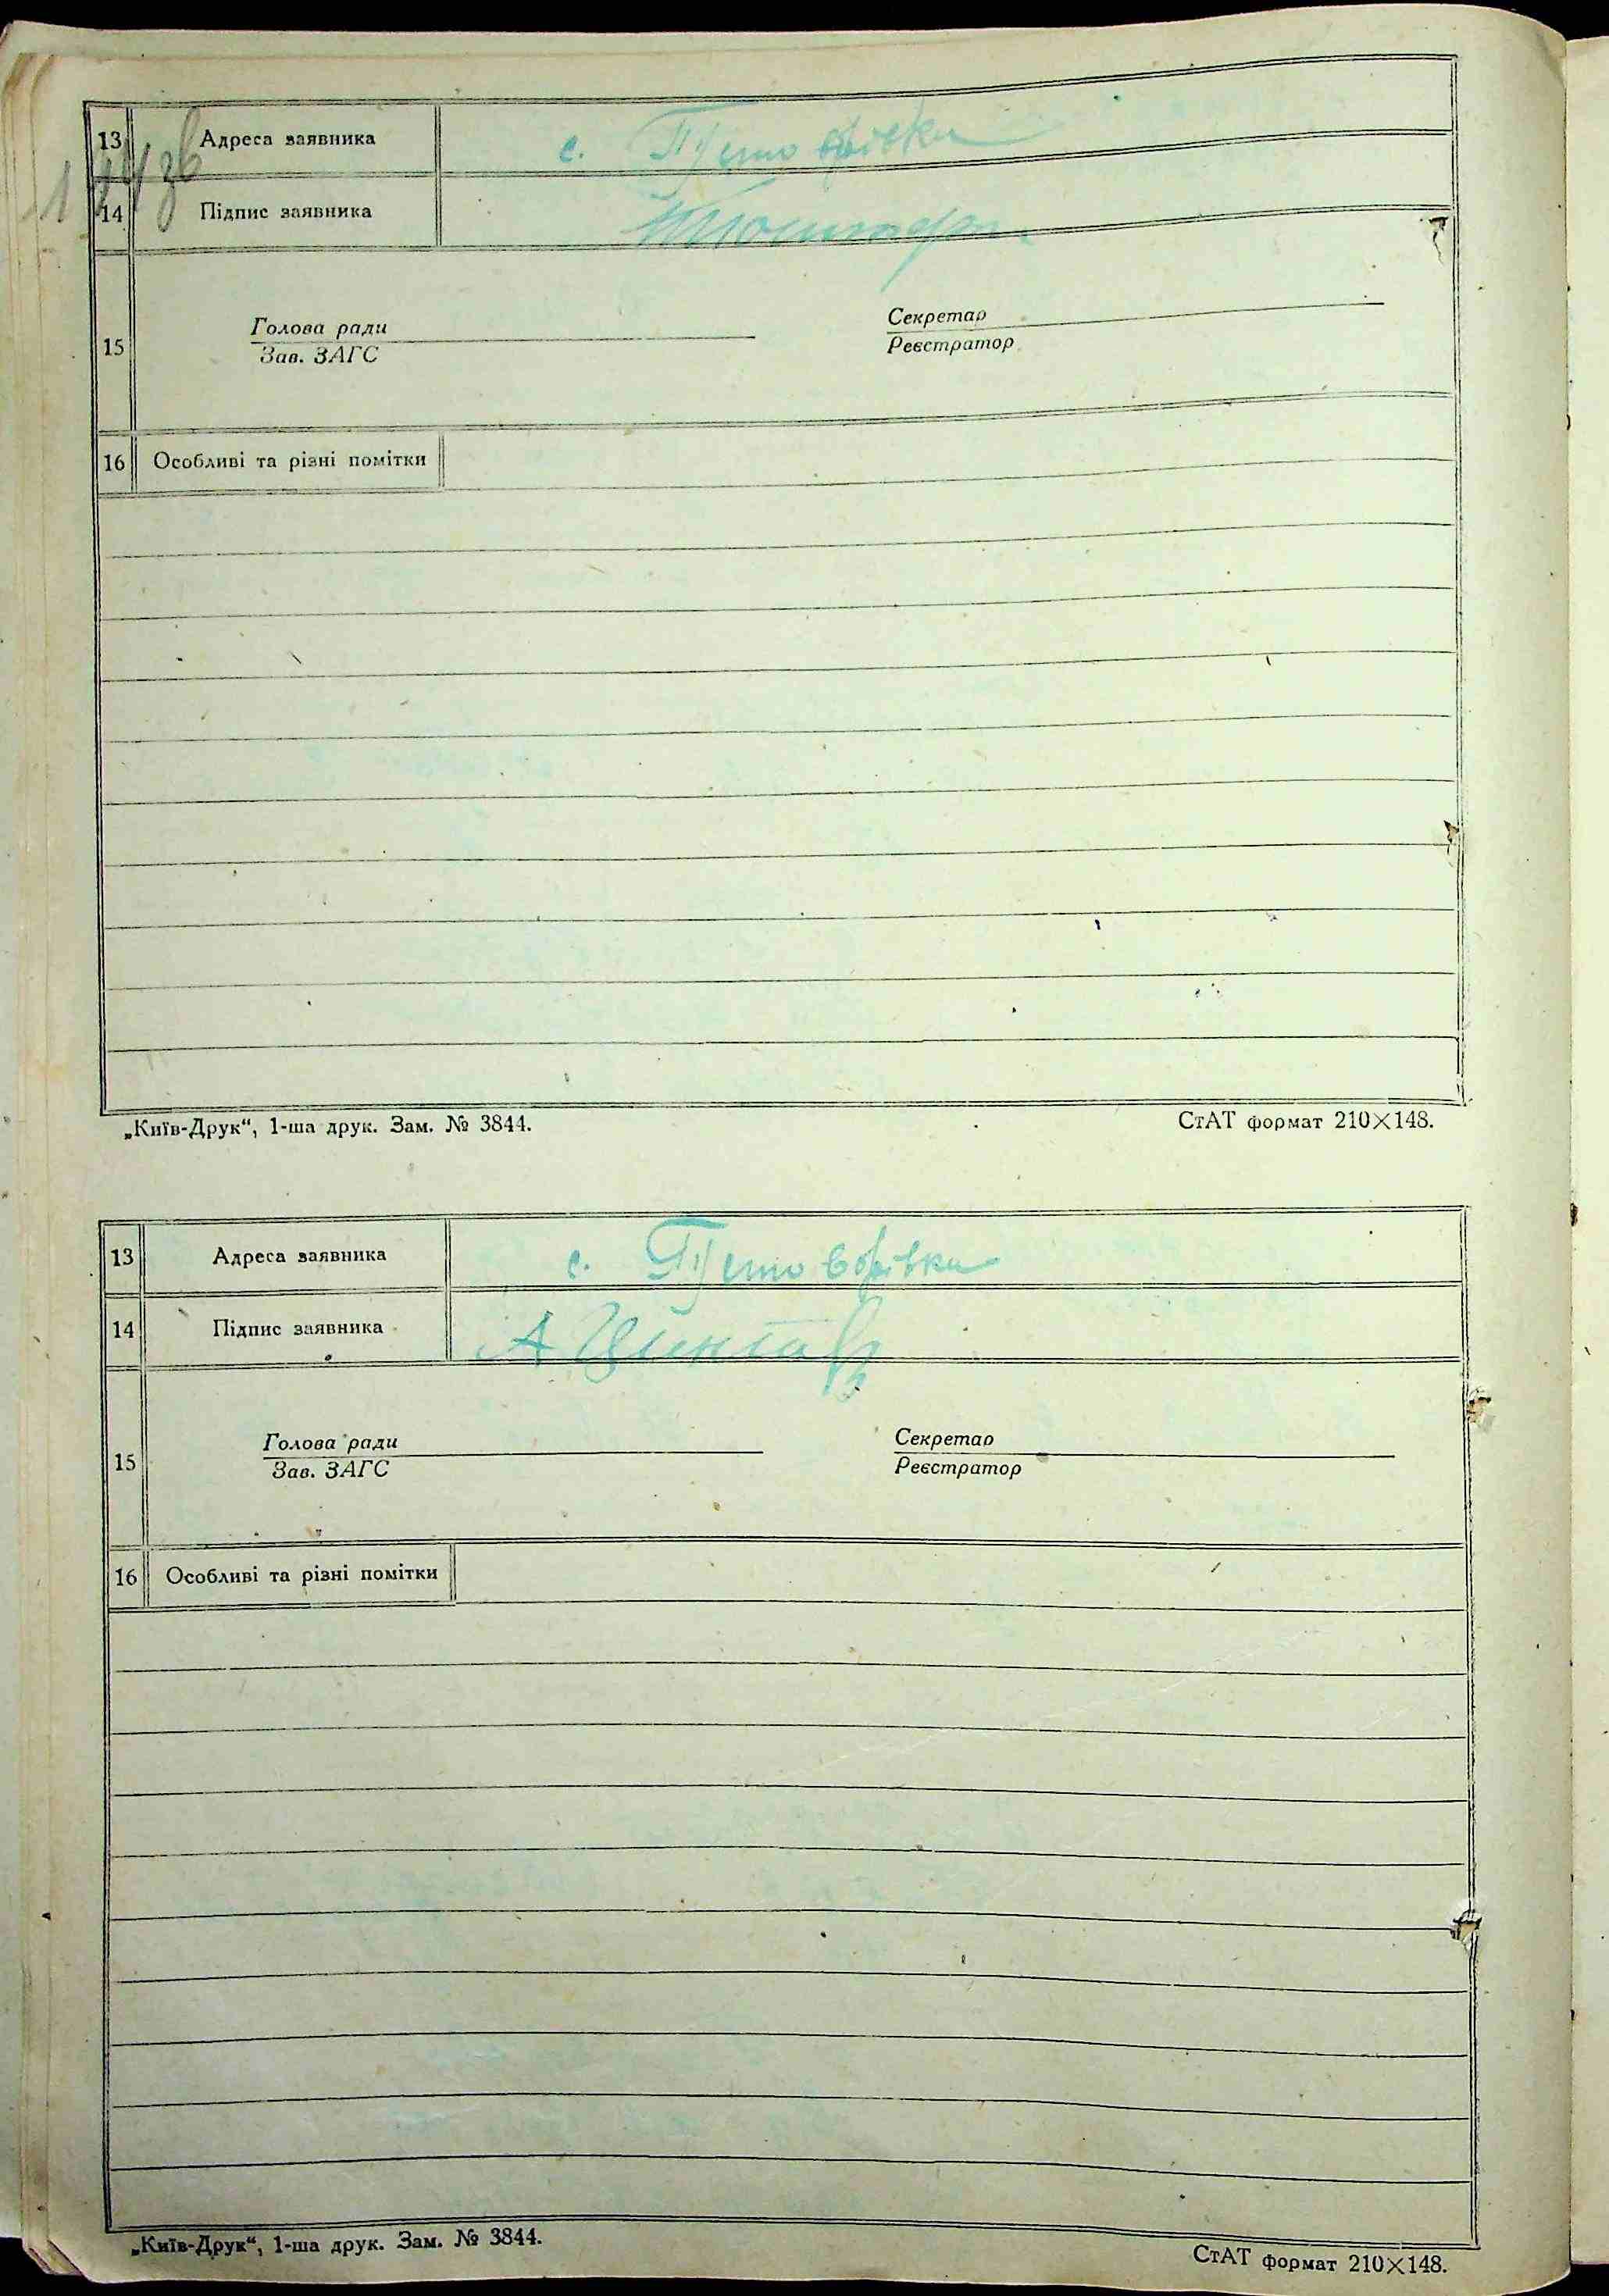 13 Адреса заявника с. Пустоварівка
14 Підпис заявника
15 Голова ради Секретар
Зав. ЗАГС Реєстратор
16 Особливі та різні помітки
„Київ-Друк“, 1-ша друк. Зам. № 3844. СтАТ формат 210×148.
13 Адреса заявника с. Пустоварівка
14 Підпис заявника А
15 Голова ради Секретар
Зав. ЗАГС Реєстратор
16 Особливі та різні помітки
„Київ-Друк“, 1-ша друк. Зам. № 3844. СтАТ формат 210×148.